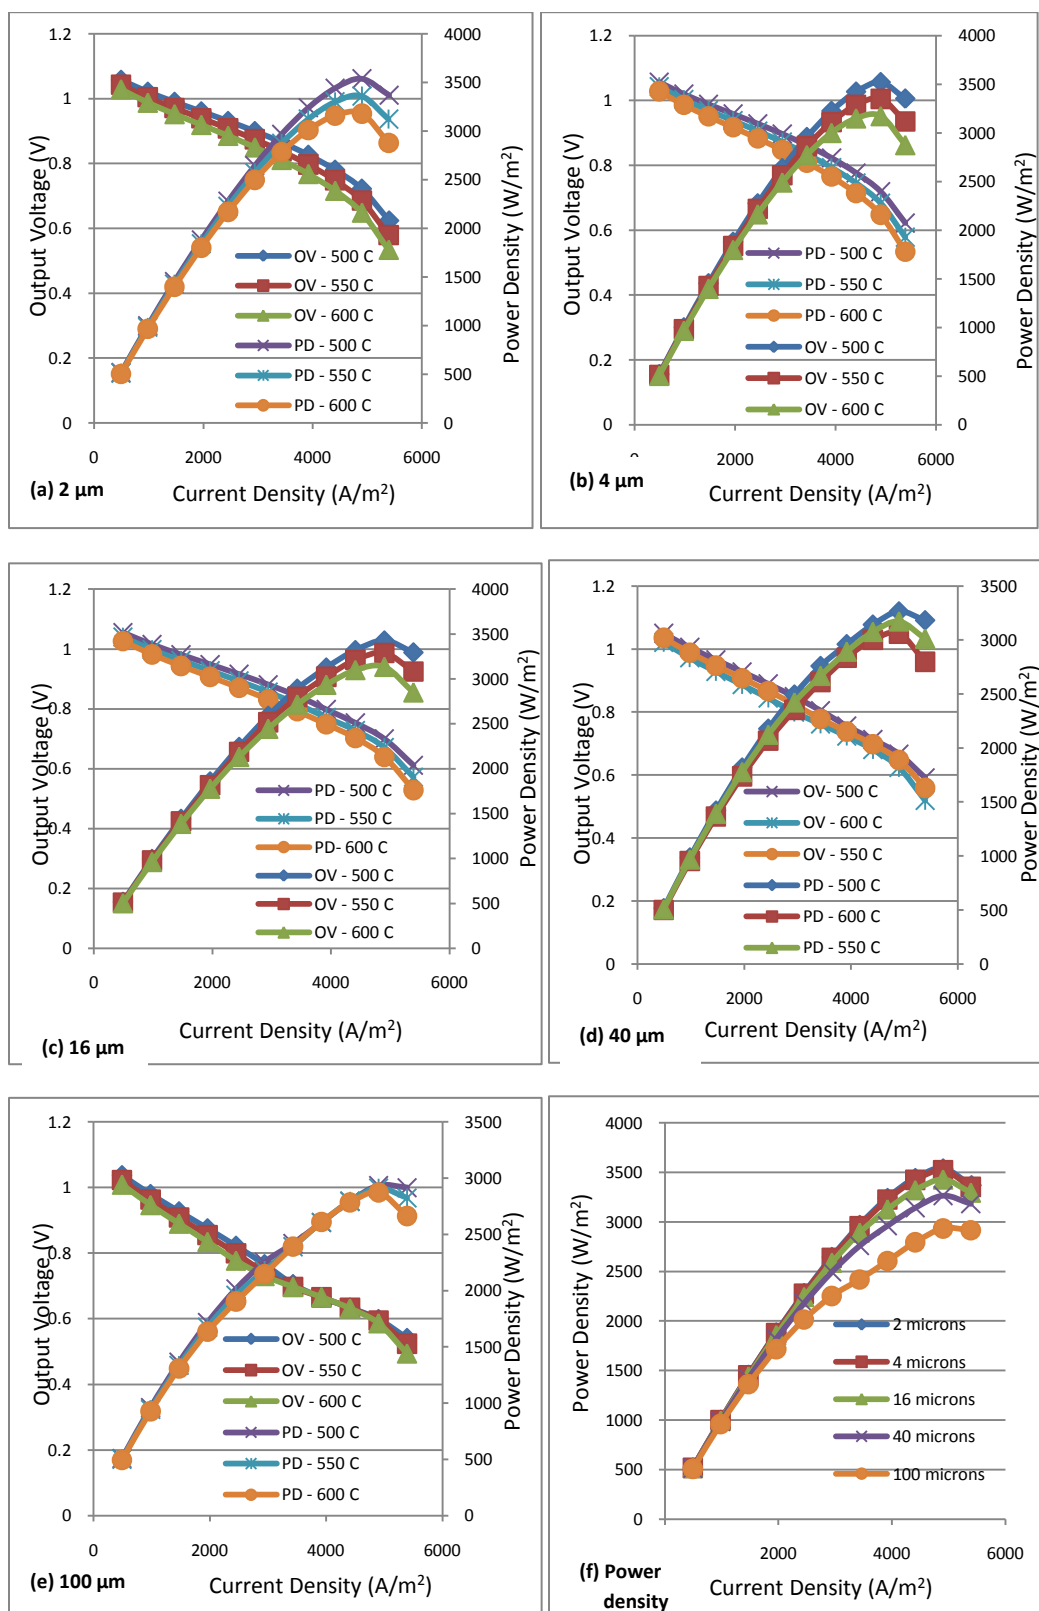 1.2
1
0.8
0.6
0.4
0.2
0
Output Voltage (V)
4000
3500
3000
2500
2000
1500
1000
500
0
Power Density (W/m2)
OV - 500 C
OV - 550 C
OV - 600 C
PD - 500 C
PD - 550 C
PD - 600 C
0 2000 4000 6000
(a) 2 µm
Current Density (A/m2)
1.2
1
0.8
0.6
0.4
0.2
0
Output Voltage (V)
4000
3500
3000
2500
2000
1500
1000
500
0
Power Density (W/m2)
PD - 500 C
PD - 550 C
PD - 600 C
OV - 500 C
OV - 550 C
OV - 600 C
2000 4000 6000
(b) 4 µm
Current Density (A/m2)
1.2
1
0.8
0.6
0.4
0.2
0
Output Voltage (V)
4000
3500
3000
2500
2000
1500
1000
500
0
Power Density (W/m2)
PD - 500 C
PD - 550 C
PD- 600 C
OV - 500 C
OV - 550 C
OV - 600 C
0 2000 4000 6000
Current Density (A/m2)
(c) 16 µm
1.2
1
0.8
0.6
0.4
0.2
0
Output Voltage (V)
3500
3000
2500
2000
1500
1000
500
0
Power Density (W/m2)
OV- 500 C
OV - 600 C
OV - 550 C
PD - 500 C
PD - 600 C
PD - 550 C
0 2000 4000 6000
Current Density (A/m2)
(d) 40 µm
1.2
1
0.8
0.6
0.4
0.2
0
Output Voltage (V)
3500
3000
2500
2000
1500
1000
500
0
Power Density (W/m2)
OV - 500 C
OV - 550 C
OV - 600 C
PD - 500 C
PD - 550 C
PD - 600 C
0 2000 4000 6000
(e) 100 µm
Current Density (A/m2)
4000
3500
3000
2500
2000
1500
1000
500
0
Power Density (W/m2)
2 microns
4 microns
16 microns
40 microns
100 microns
2000 4000 6000
(f) Power
density
Current Density (A/m2)